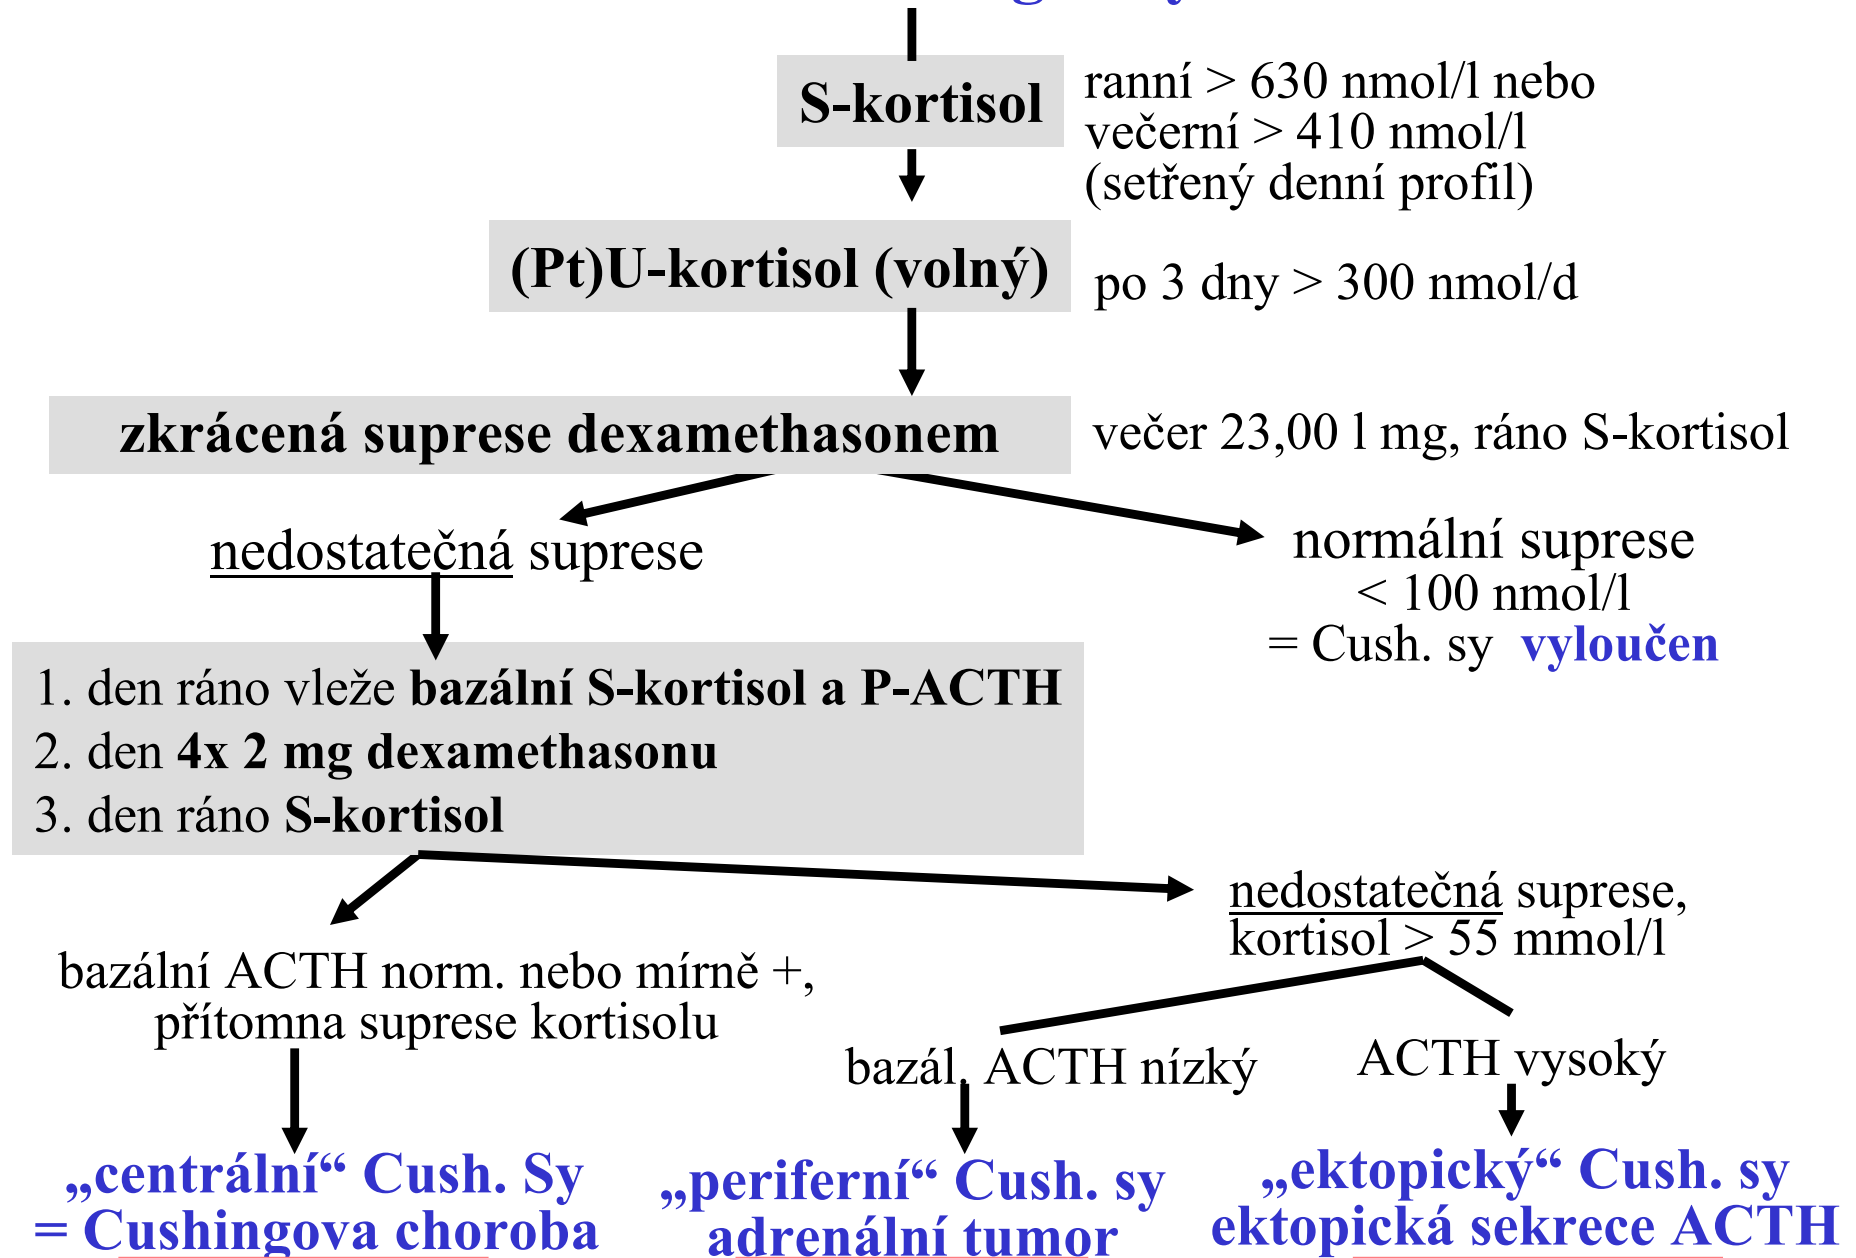 S-kortisol
ranní > 630 nmol/l nebo
večerní > 410 nmol/l
(setřený denní profil)
(Pt)U-kortisol (volný)
po 3 dny > 300 nmol/d
zkrácená suprese dexamethasonem
večer 23,00 l mg, ráno S-kortisol
nedostatečná suprese
normální suprese
< 100 nmol/l
= Cush. sy vyloučen
1. den ráno vleže bazální S-kortisol a P-ACTH
2. den 4x 2 mg dexamethasonu
3. den ráno S-kortisol
nedostatečná suprese,
kortisol > 55 mmol/l
bazální ACTH norm. nebo mírně +,
přítomna suprese kortisolu
bazál. ACTH nízký
ACTH vysoký
„centrální“ Cush. Sy
= Cushingova choroba
„periferní“ Cush. sy
adrenální tumor
„ektopický“ Cush. sy
ektopická sekrece ACTH